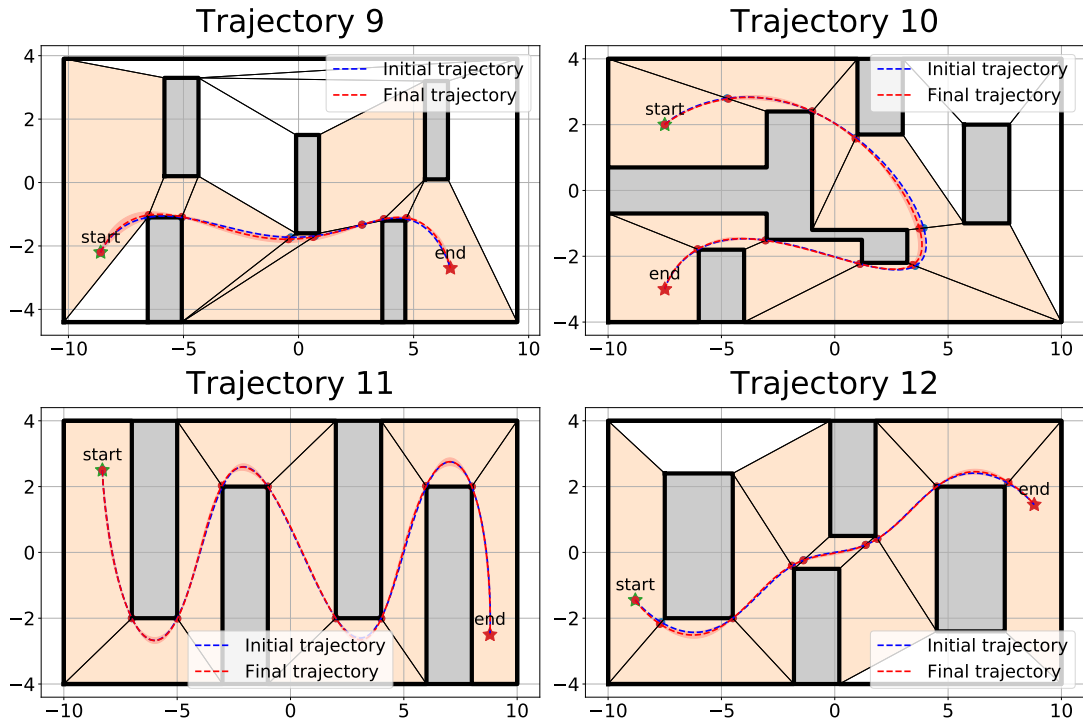 Trajectory 9
4
2
0
−2
−4
−10
−5
0
5
10
Initial trajectory
Final trajectory
start
end
Trajectory 10
4
2
0
−2
−4
−10
−5
0
5
10
Initial trajectory
Final trajectory
start
end
Trajectory 11
4
2
0
−2
−4
−10
−5
0
5
10
start
end
Initial trajectory
Final trajectory
Trajectory 12
4
2
0
−2
−4
−10
−5
0
5
10
end
start
Initial trajectory
Final trajectory